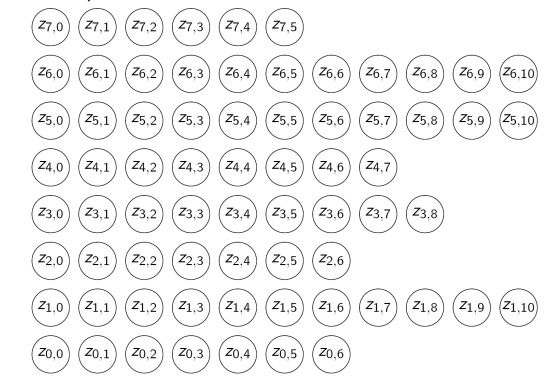 z7,0 z7,1 z7,2 z7,3 z7,4 z7,5
z6,0 z6,1 z6,2 z6,3 z6,4 z6,5 z6,6 z6,7 z6,8 z6,9 z6,10
z5,0 z5,1 z5,2 z5,3 z5,4 z5,5 z5,6 z5,7 z5,8 z5,9 z5,10
z4,0 z4,1 z4,2 z4,3 z4,4 z4,5 z4,6 z4,7
z3,0 z3,1 z3,2 z3,3 z3,4 z3,5 z3,6 z3,7 z3,8
z2,0 z2,1 z2,2 z2,3 z2,4 z2,5 z2,6
z1,0 z1,1 z1,2 z1,3 z1,4 z1,5 z1,6 z1,7 z1,8 z1,9 z1,10
z0,0 z0,1 z0,2 z0,3 z0,4 z0,5 z0,6